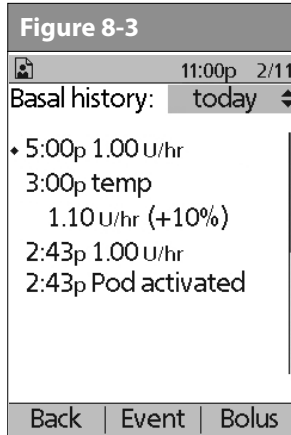 Figure 8-3
11:00p 2/11
Basal history: today
5:00p 1.00 U/hr
3:00p temp
1.10 U/hr (+10%)
2:43p 1.00 U/hr
2:43p Pod activated
Back | Event | Bolus